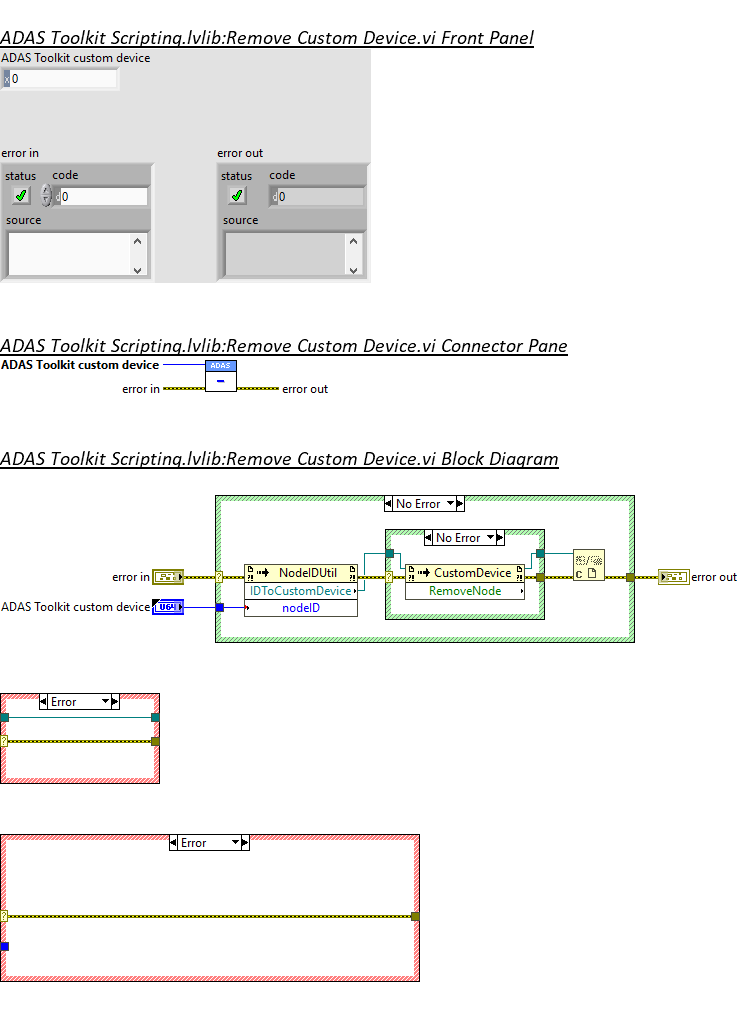 ADAS Toolkit Scripting.lvlib:Remove Custom Device.vi Front Panel
ADAS Toolkit custom device
x 0
error in
error out
status code
status code
d 0
d 0
source
source
ADAS Toolkit Scripting.lvlib:Remove Custom Device.vi Connector Pane
ADAS Toolkit custom device
ADAS
error in
error out
ADAS Toolkit Scripting.lvlib:Remove Custom Device.vi Block Diagram
No Error
No Error
NodeIDUtil
CustomDevice
C
error in
IDToCustomDevice
RemoveNode
error out
ADAS Toolkit custom device
U64
nodeID
Error
?
Error
?